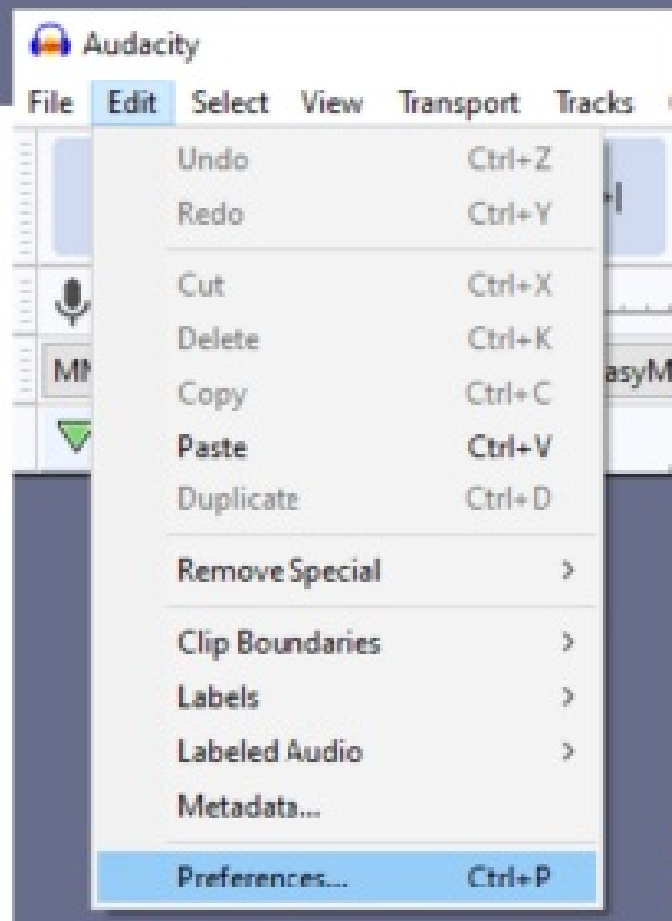 Audacity
File Edit Select View Transport Tracks
Undo Ctrl+Z
Redo Ctrl+Y
Cut Ctrl+X
Delete Ctrl+K
Copy Ctrl+C
Paste Ctrl+V
Duplicate Ctrl+D
Remove Special
Clip Boundaries
Labels
Labeled Audio
Metadata...
Preferences... Ctrl+P